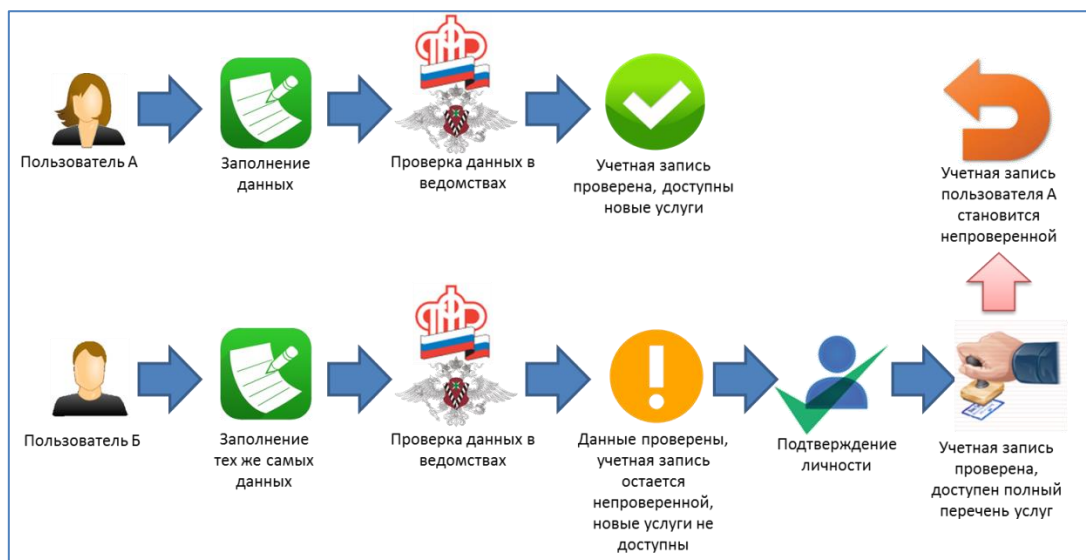 Пользователь А
Заполнение
данных
Проверка данных в
ведомствах
Учетная запись
проверена, доступны
новые услуги
Учетная запись
пользователя А
становится
непроверенной
Пользователь Б
Заполнение
тех же самых
данных
Проверка данных в
ведомствах
Данные проверены,
учетная запись
остается
непроверенной,
новые услуги не
доступны
Подтверждение
личности
Учетная запись
проверена,
доступен полный
перечень услуг